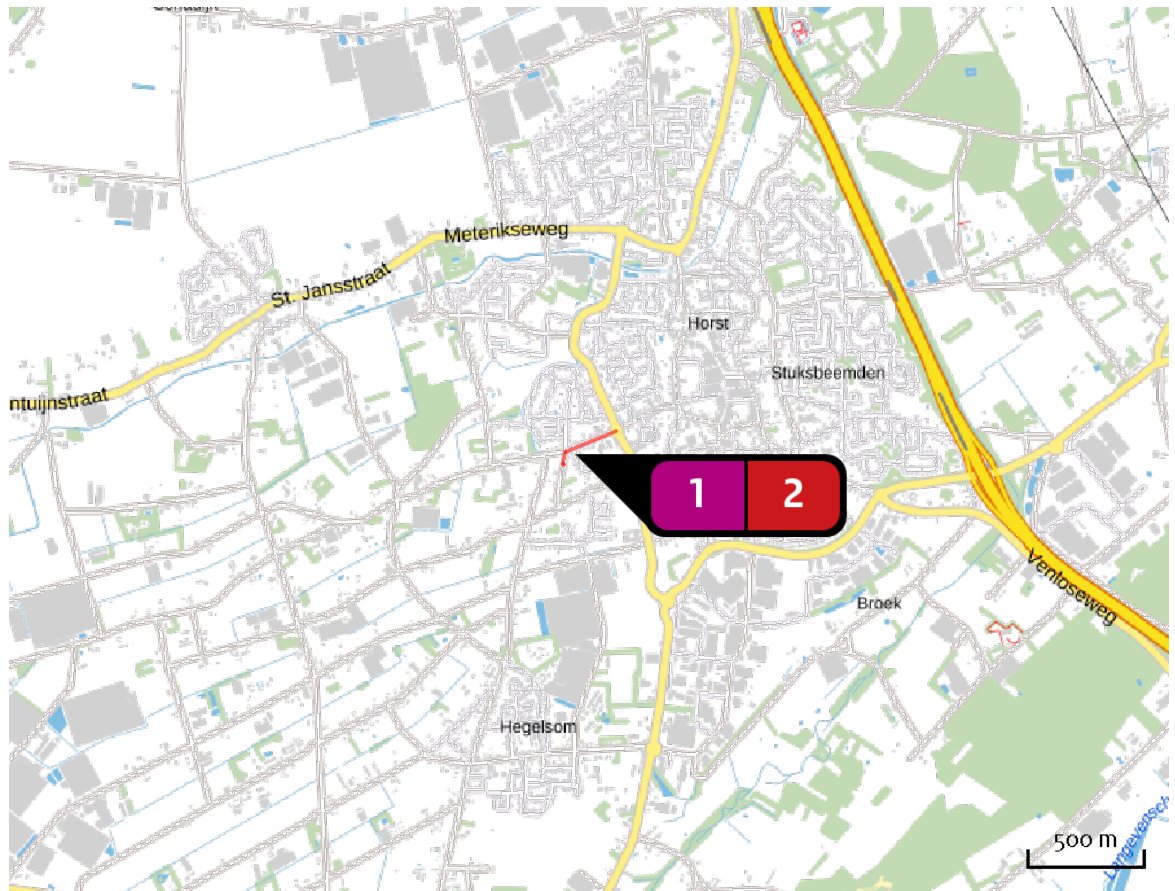 Meterikseweg
St. Jansstraat
Horst
Stuksbeemden
ntuijnstraat
1 2
Venloseweg
Broek
Hegelsom
500 m